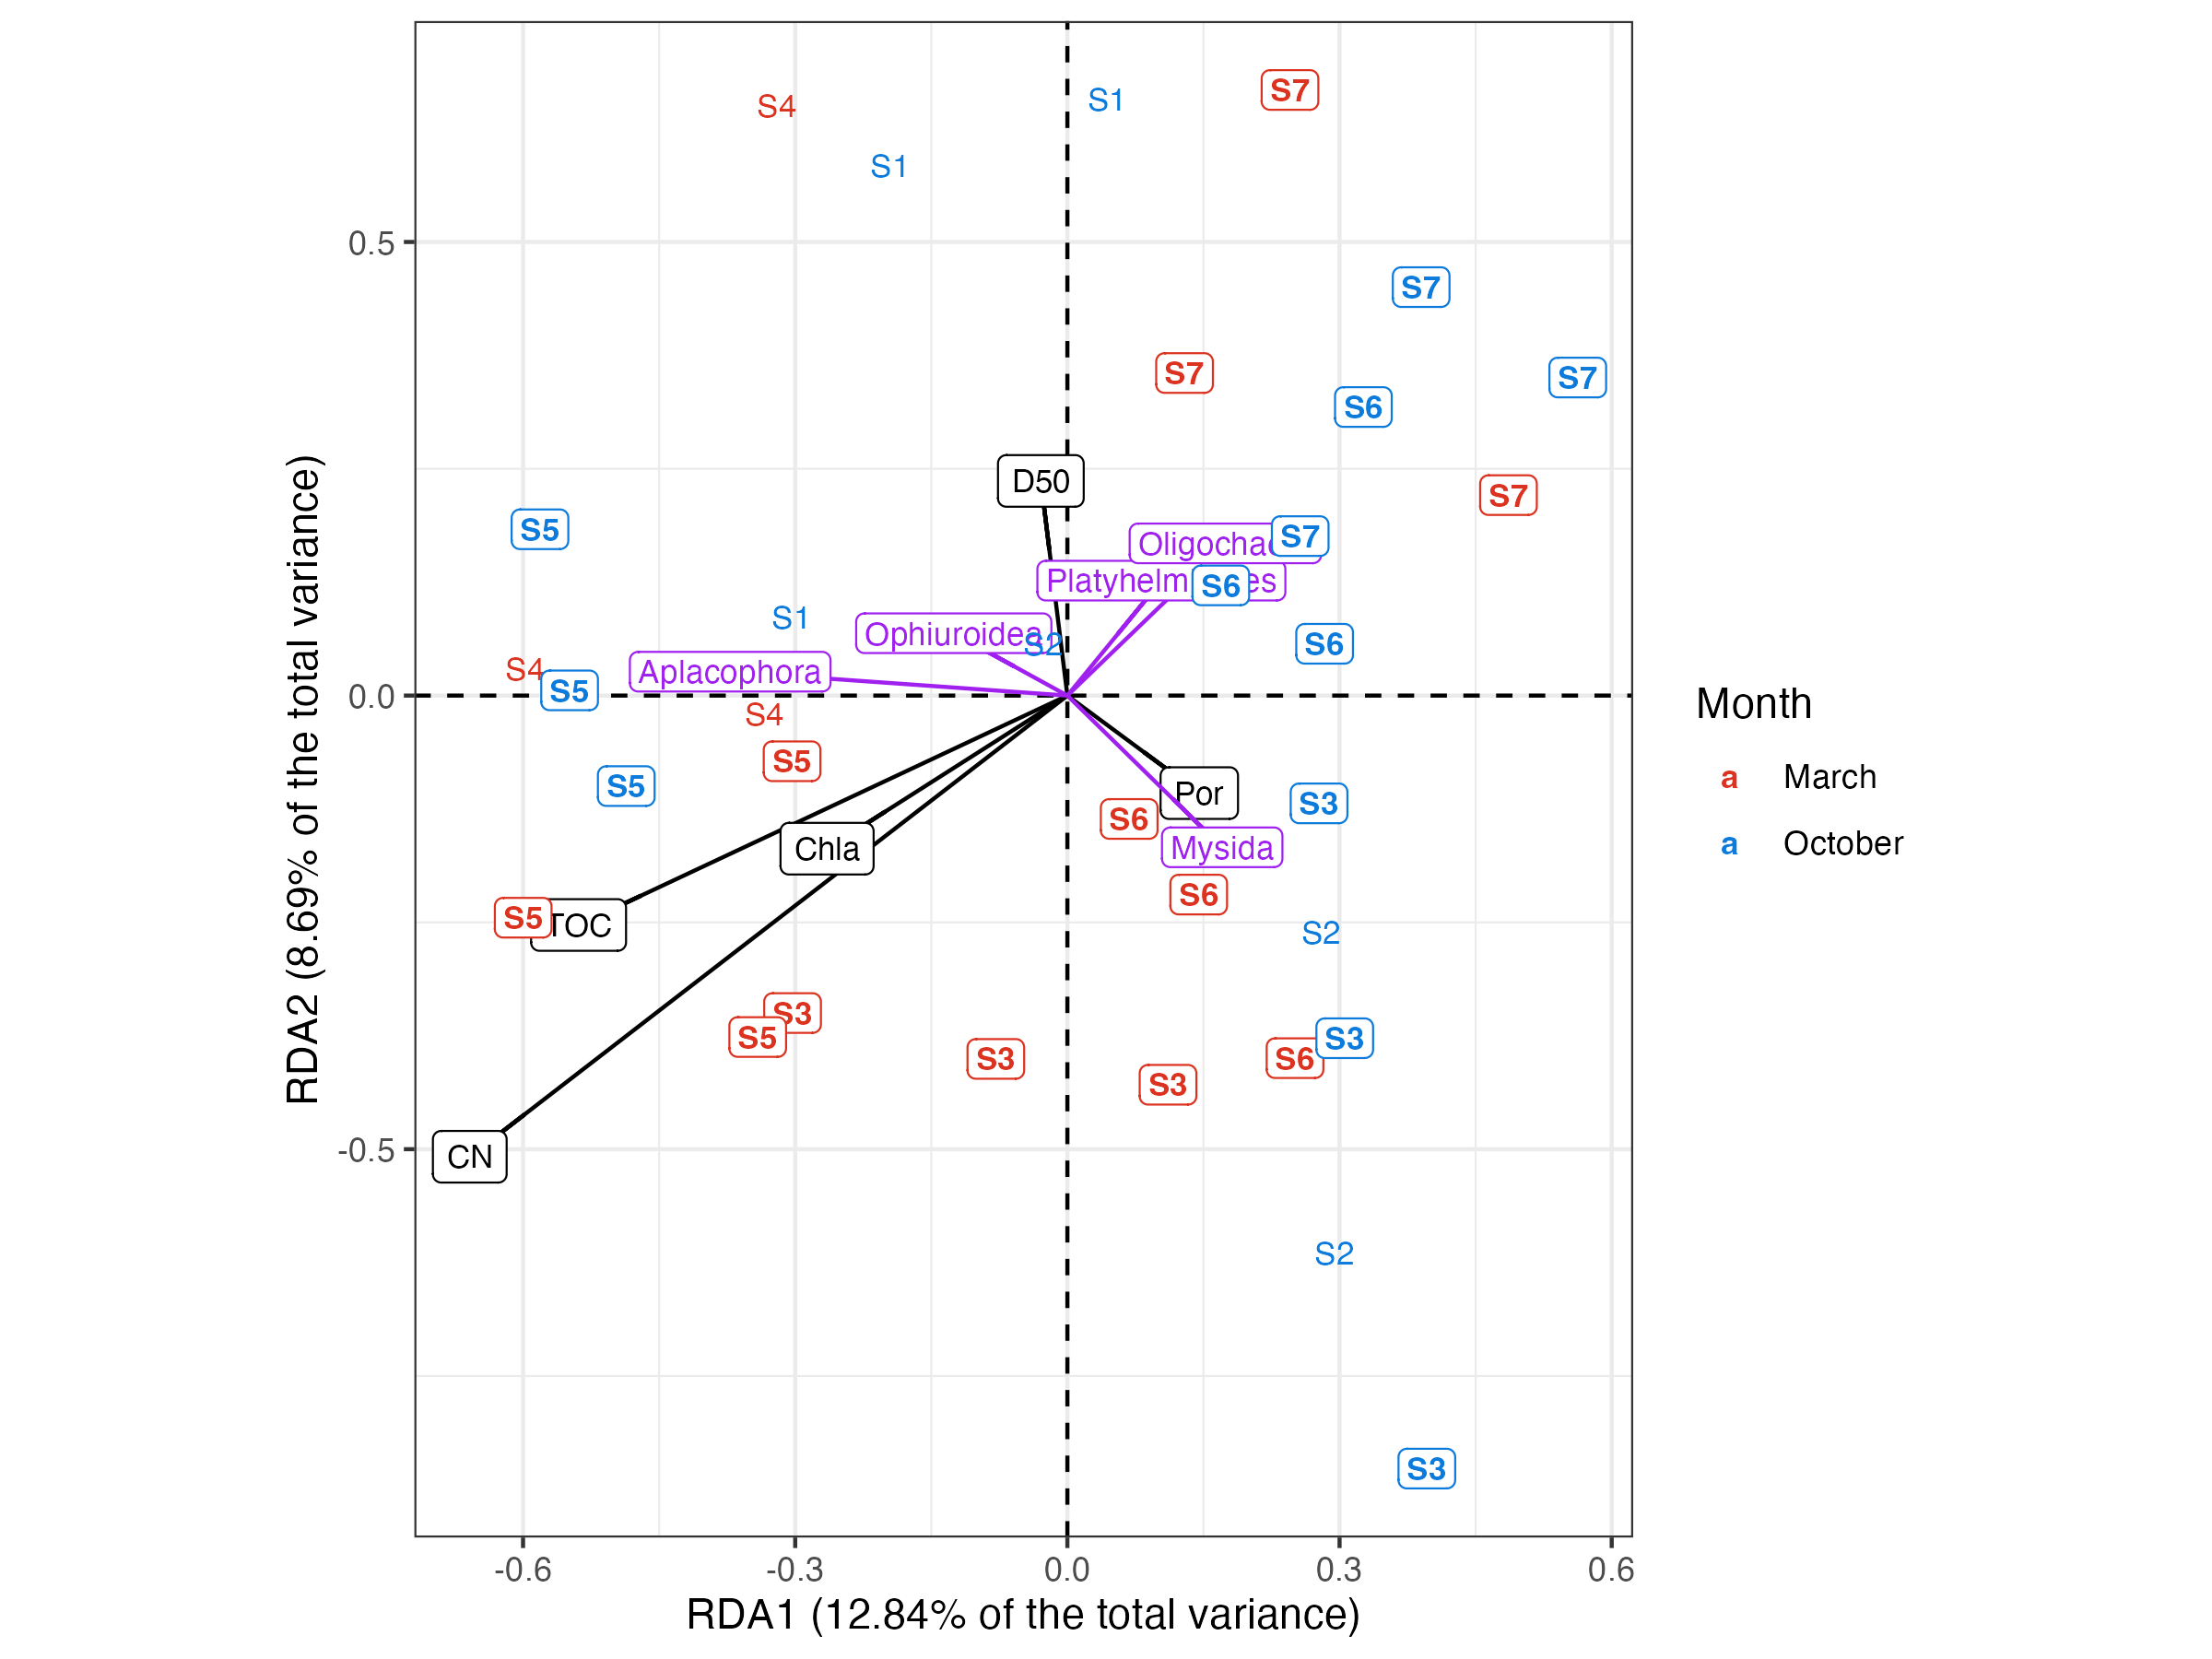 S4
S1
S7
S1
0.5
S7
S7
S7
S6
D50
S7
S5
S7
S6
S1
Ophiuroidea
S2
S6
S4
Aplacophora
S5
0.0
S4
S5
S5
Por
S3
S6
Chla
Mysida
S6
S5
TOC
S2
S3
S5
S3
S6
S3
S3
-0.5
CN
S2
S3
-0.6
-0.3
0.0
0.3
0.6
RDA1 (12.84% of the total variance)
RDA2 (8.69% of the total variance)
Month
a March
a October